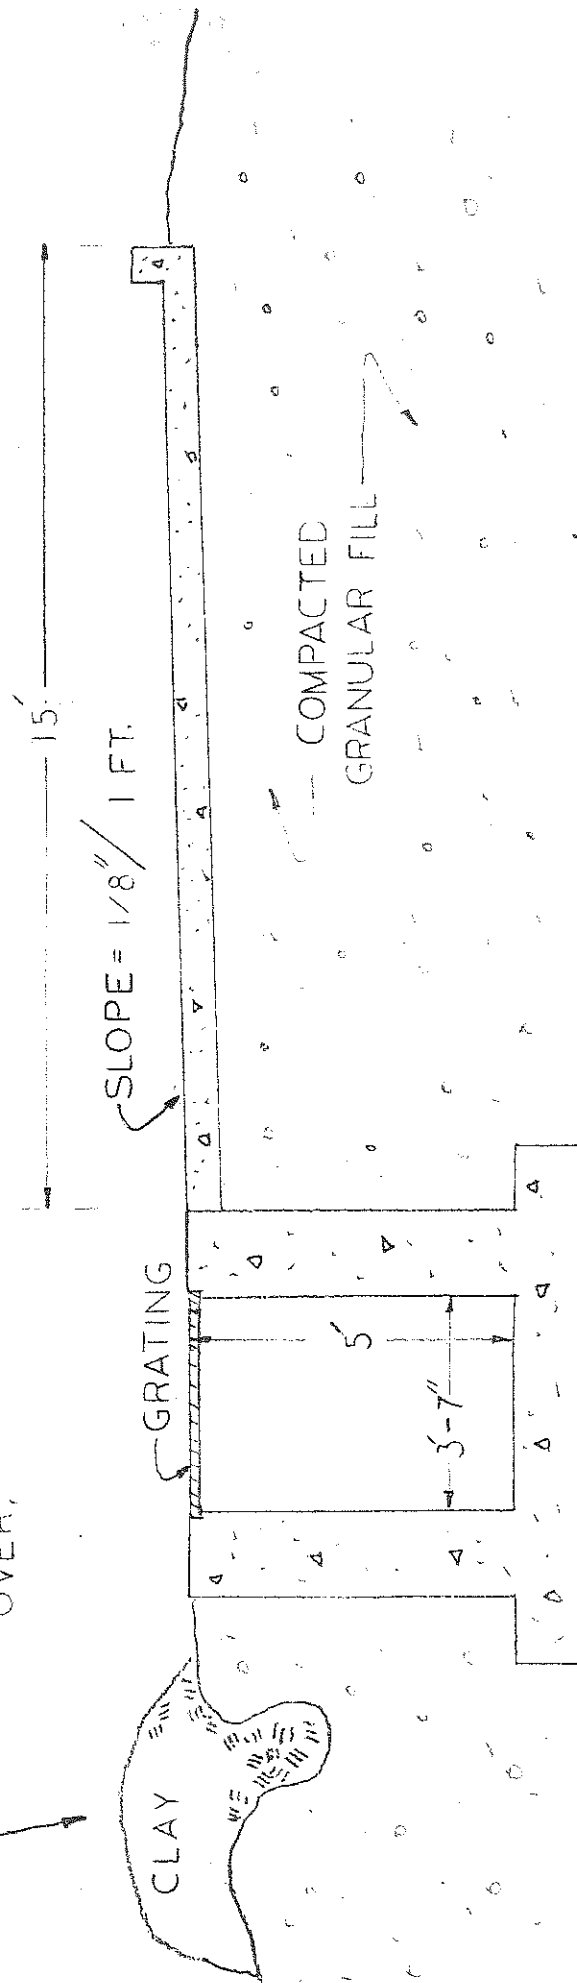 OVER,
CLAY
GRATING
SLOPE = 1/8" / 1 FT.
15'
5'
3'-7"
COMPACTED
GRANULAR FILL